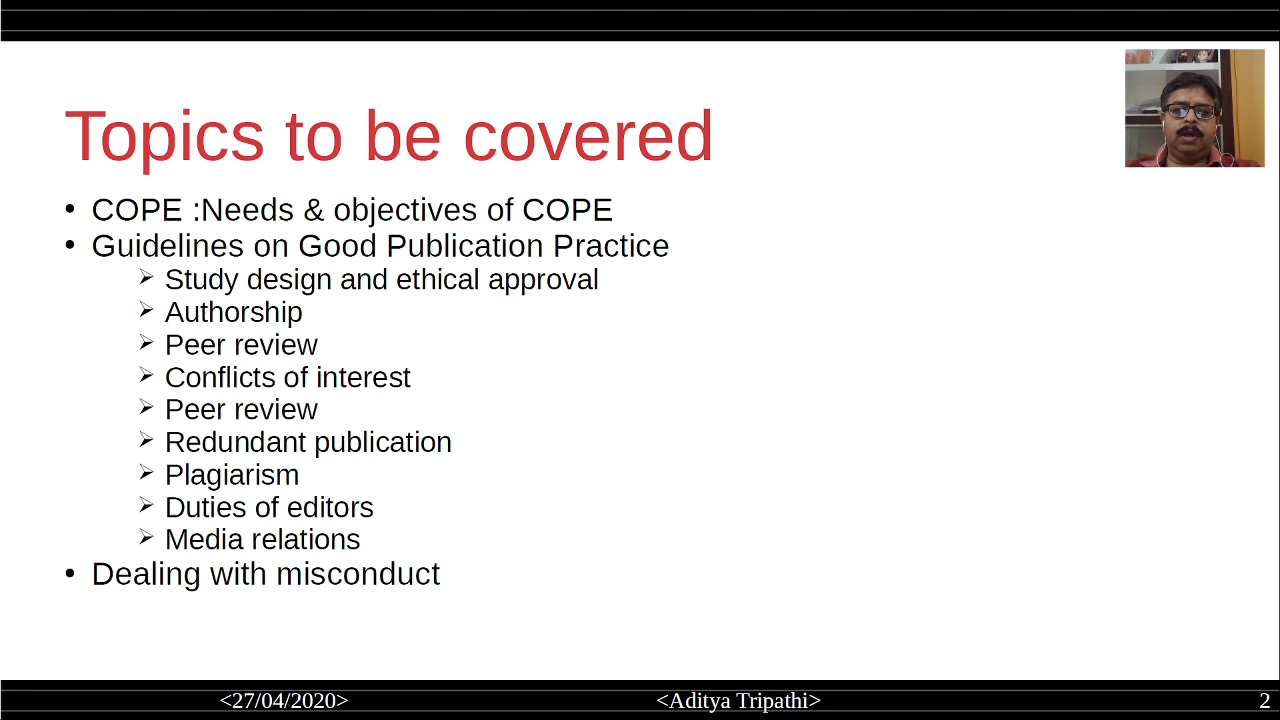 Topics to be covered
• COPE :Needs & objectives of COPE
• Guidelines on Good Publication Practice
➢ Study design and ethical approval
➢ Authorship
➢ Peer review
➢ Conflicts of interest
➢ Peer review
➢ Redundant publication
➢ Plagiarism
➢ Duties of editors
➢ Media relations
• Dealing with misconduct
<27/04/2020> <Aditya Tripathi> 2